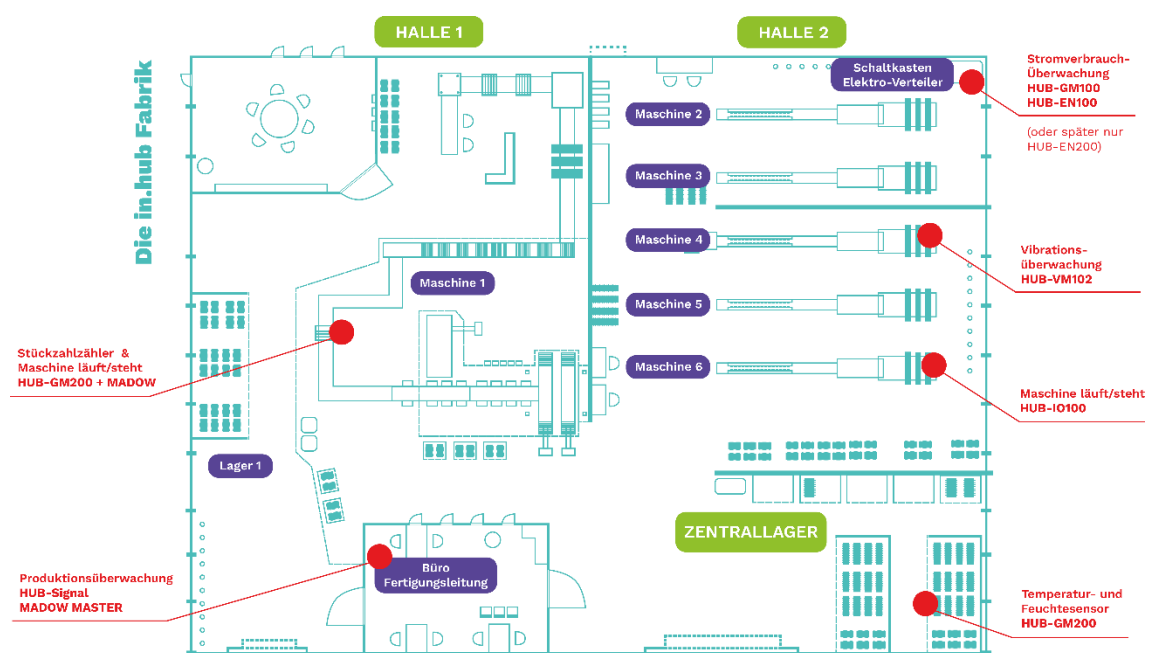 HALLE 1
HALLE 2
Die in.hub Fabrik
Schaltkasten
Elektro-Verteiler
Stromverbrauch-
Überwachung
HUB-GM100
HUB-EN100
(oder später nur
HUB-EN200)
Maschine 2
Maschine 3
Maschine 4
Vibrations-
überwachung
HUB-VM102
Maschine 1
Maschine 5
Stückzahlzähler &
Maschine läuft/steht
HUB-GM200 + MADOW
Maschine 6
Maschine läuft/steht
HUB-IO100
Lager 1
ZENTRALLAGER
Büro
Fertigungsleitung
Produktionsüberwachung
HUB-Signal
MADOW MASTER
Temperatur- und
Feuchtesensor
HUB-GM200